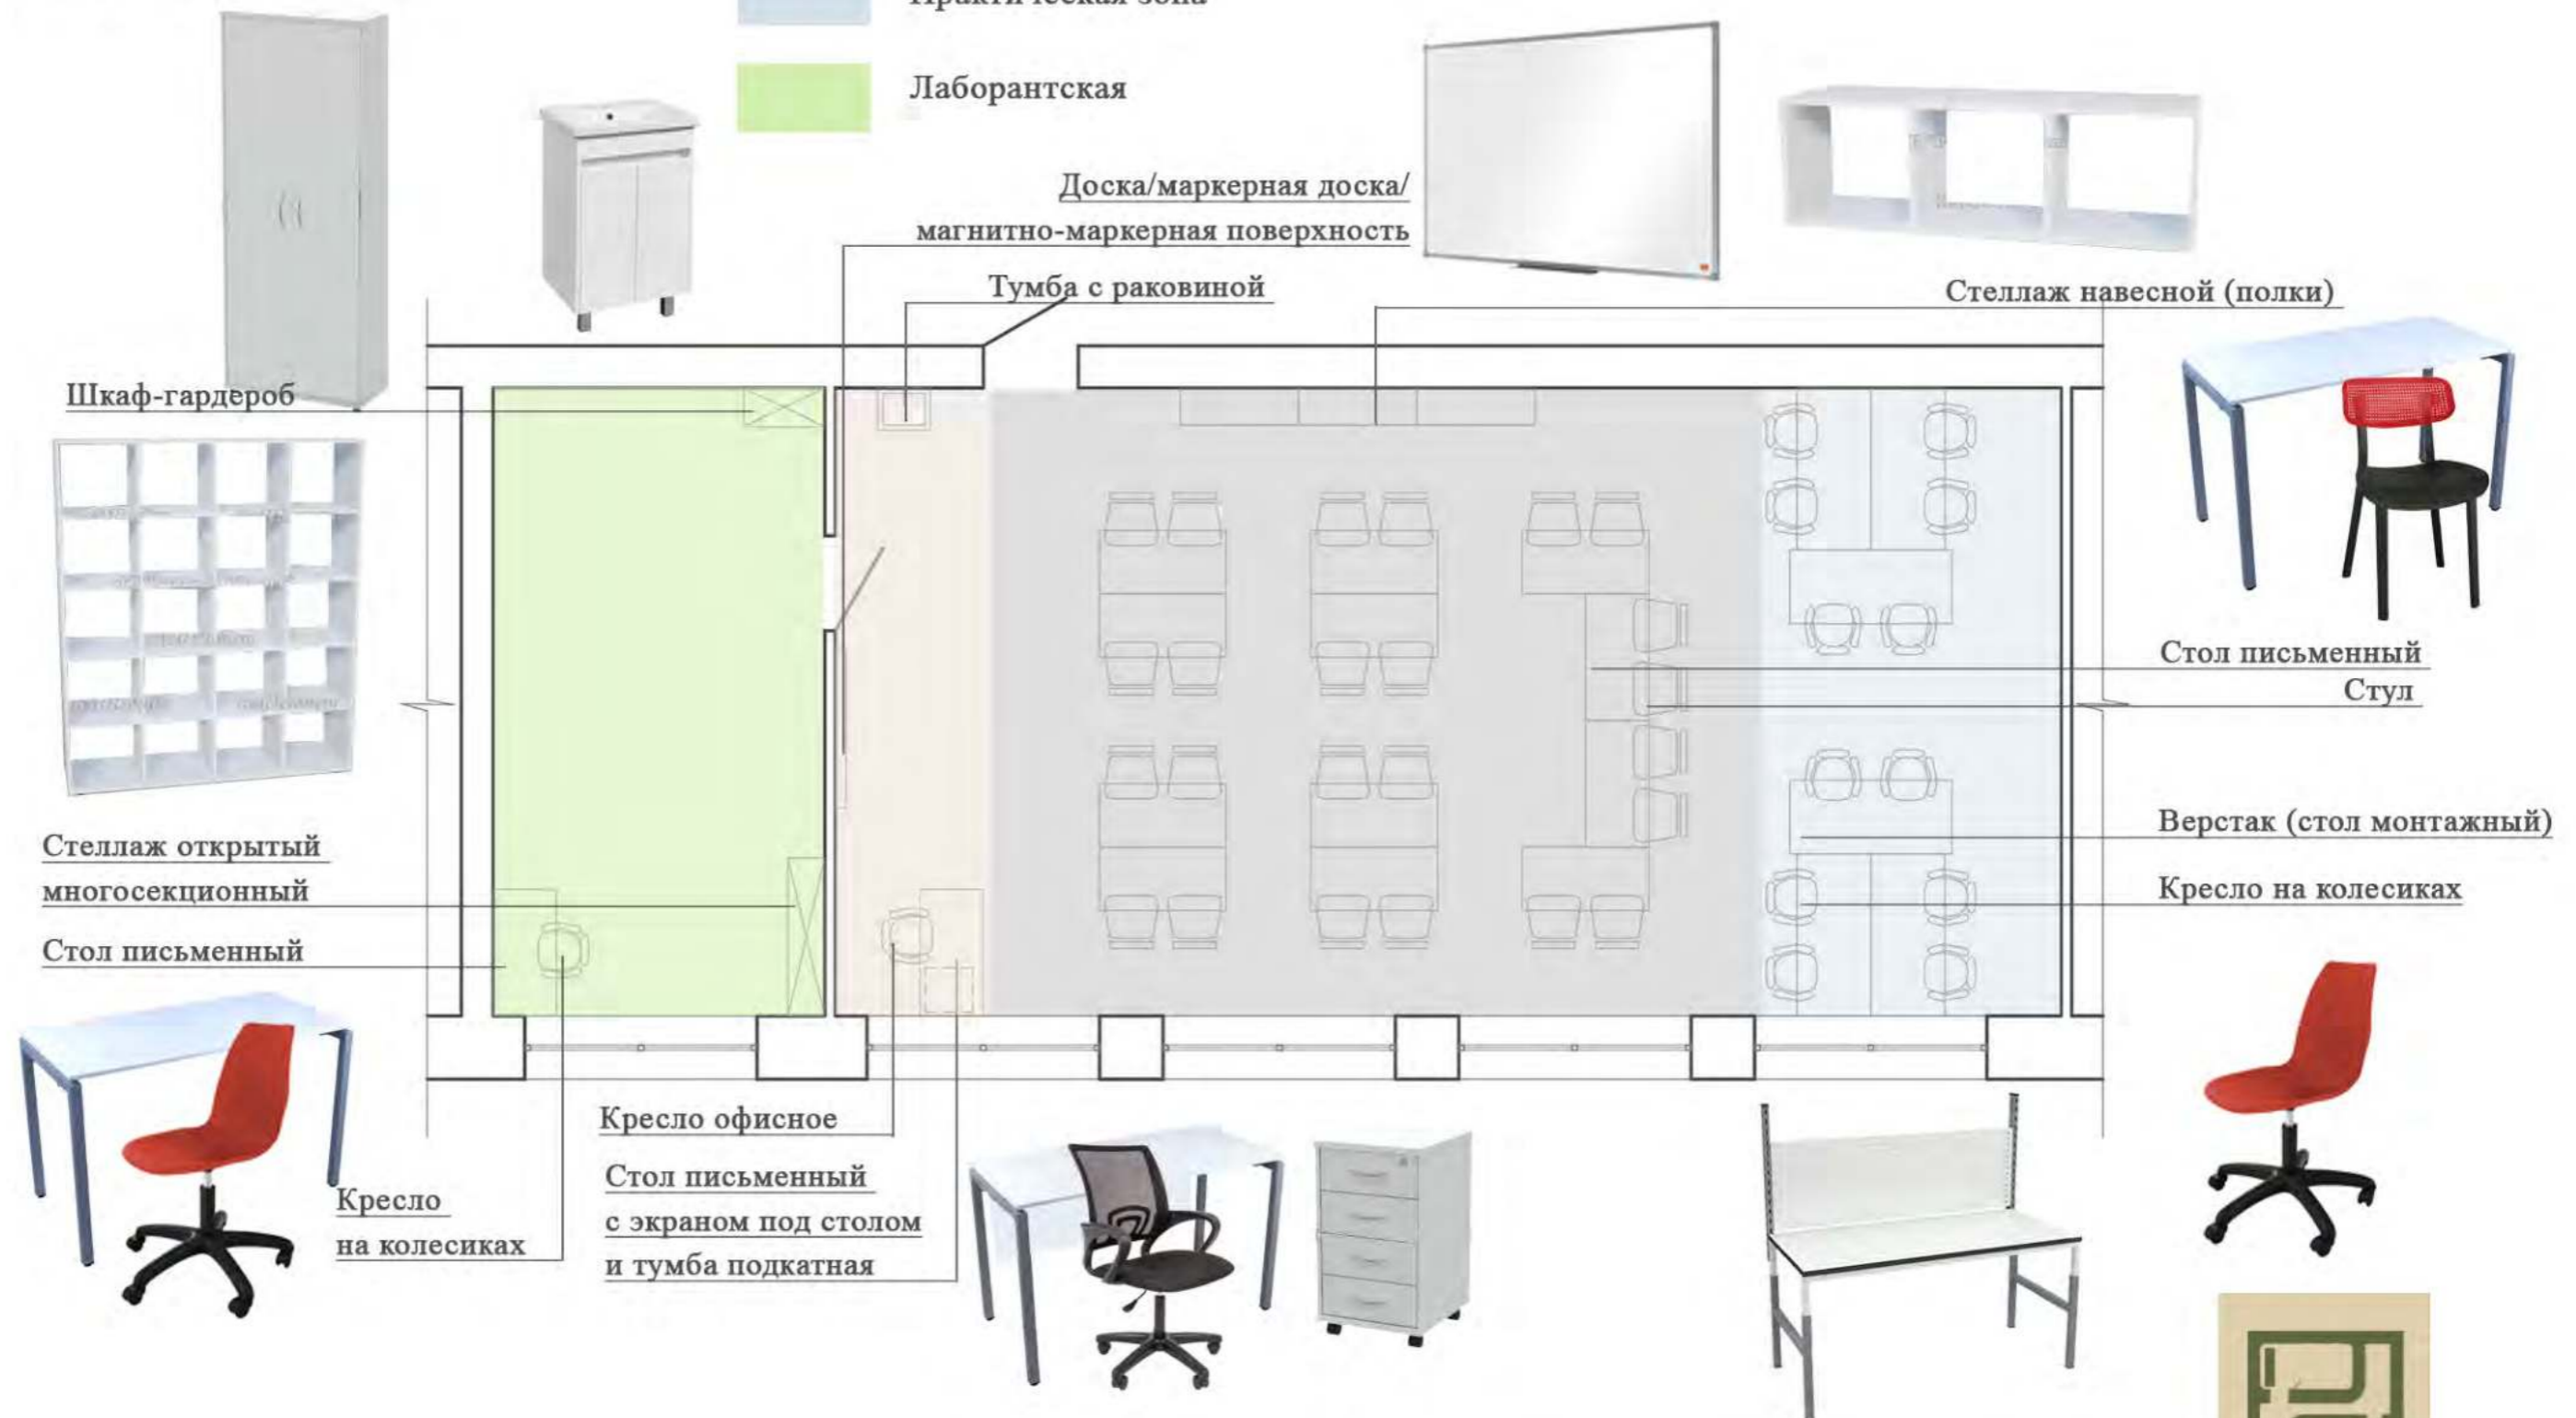 Практическая зона
Лаборантская
Доска/маркерная доска/
магнитно-маркерная поверхность
Тумба с раковиной
Стеллаж навесной (полки)
Шкаф-гардероб
Стол письменный
Стул
Верстак (стол монтажный)
Кресло на колесиках
Стеллаж открытый
многосекционный
Стол письменный
Кресло офисное
Стол письменный
с экраном под столом
и тумба подкатная
Кресло
на колесиках